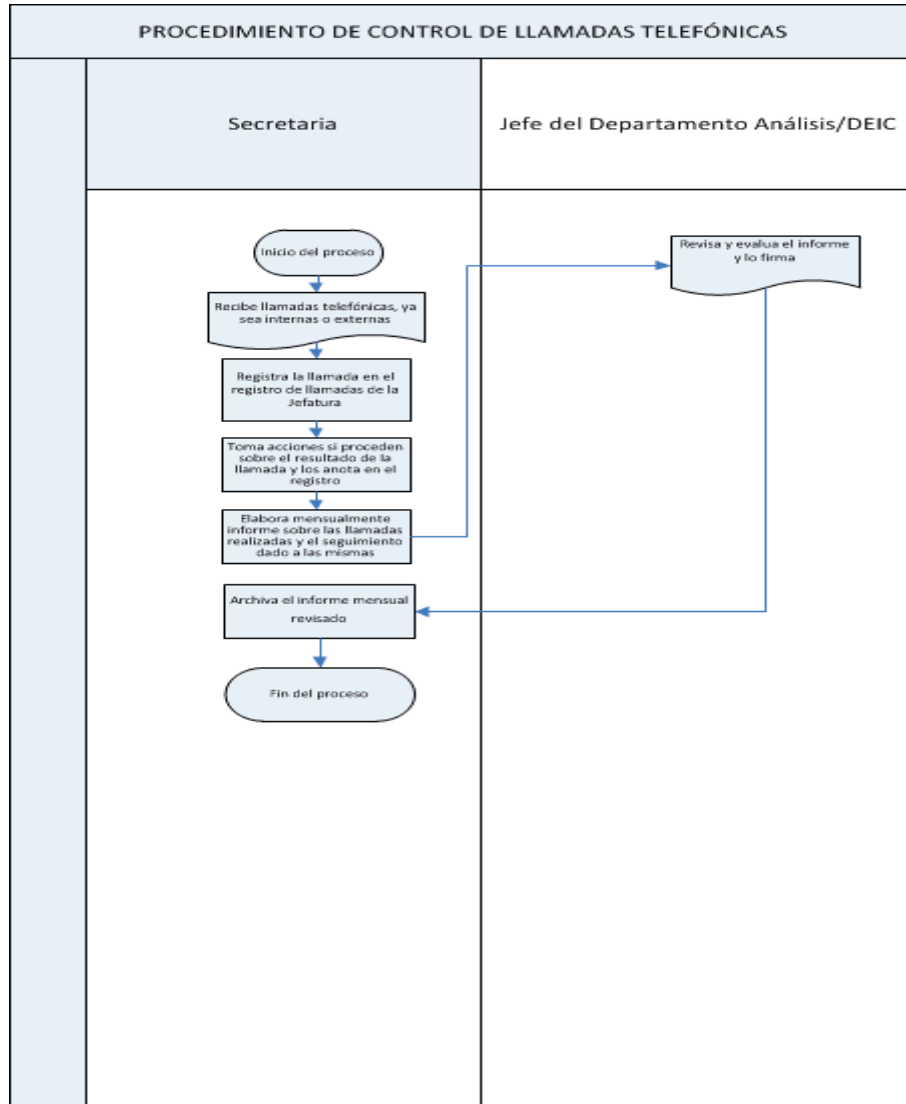 PROCEDIMIENTO DE CONTROL DE LLAMADAS TELEFÓNICAS
Secretaria
Jefe del Departamento Análisis/DEIC
Inicio del proceso
Recibe llamadas telefónicas, ya
sea internas o externas
Registra la llamada en el
registro de llamadas de la
Jefatura
Toma acciones si proceden
sobre el resultado de la
llamada y los anota en el
registro
Elabora mensualmente
informe sobre las llamadas
realizadas y el seguimiento
dado a las mismas
Revisa y evalua el informe
y lo firma
Archiva el informe mensual
revisado
Fin del proceso